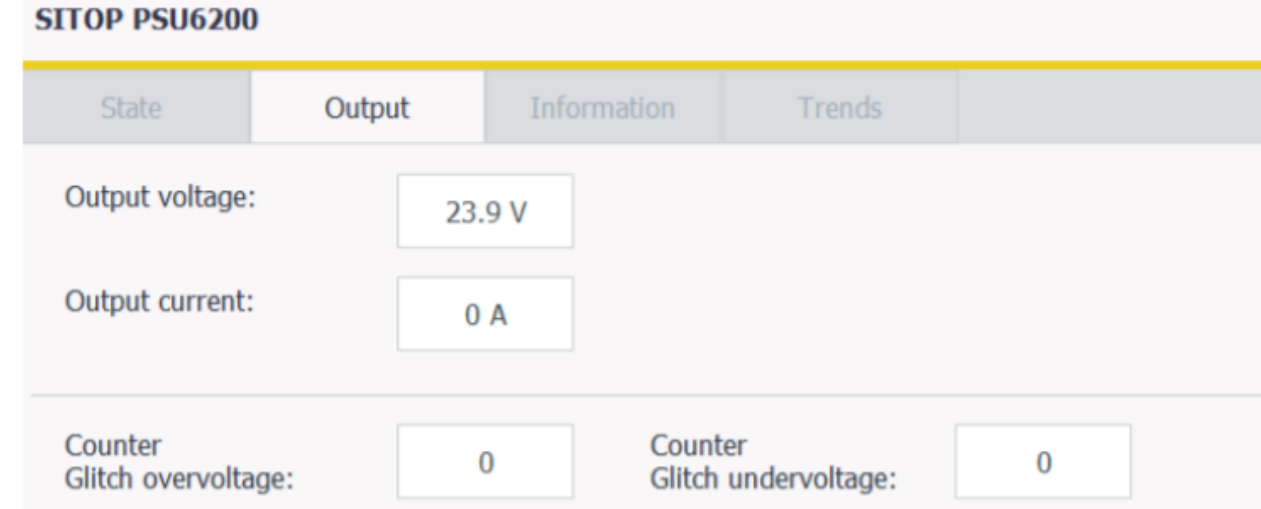 SITOP PSU6200
State Output Information Trends
Output voltage: 23.9 V
Output current: 0 A
Counter
Glitch overvoltage: 0
Counter
Glitch undervoltage: 0